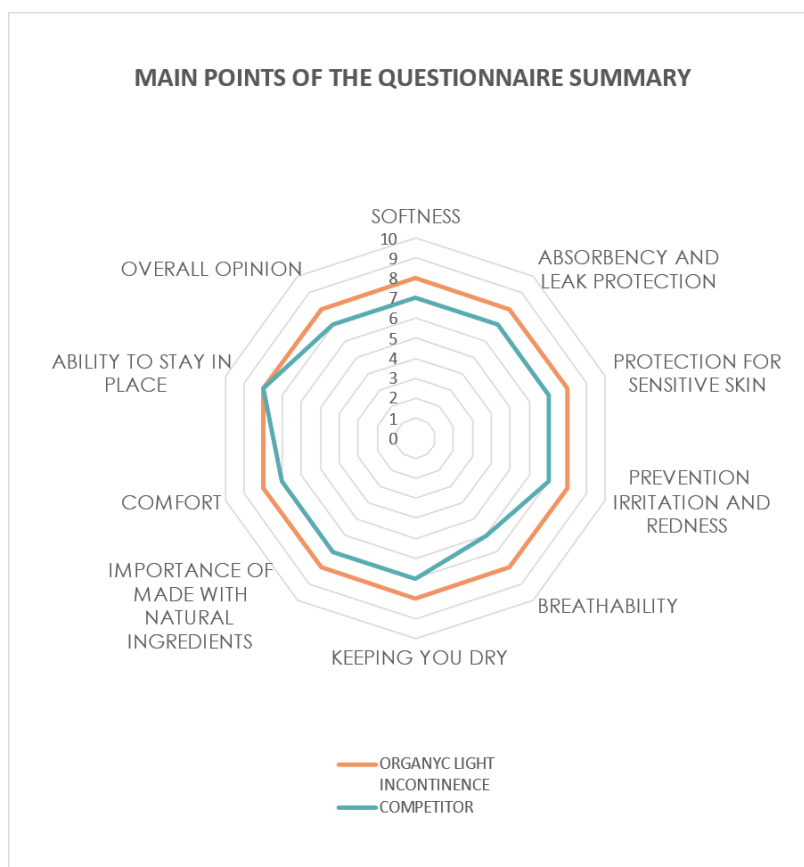 MAIN POINTS OF THE QUESTIONNAIRE SUMMARY
SOFTNESS
ABSORBENCY AND
LEAK PROTECTION
PROTECTION FOR
SENSITIVE SKIN
PREVENTION
IRRITATION AND
REDNESS
BREATHABILITY
KEEPING YOU DRY
IMPORTANCE OF
MADE WITH
NATURAL
INGREDIENTS
COMFORT
ABILITY TO STAY IN
PLACE
OVERALL OPINION
10
9
8
7
6
5
4
3
2
1
0
ORGANYC LIGHT
INCONTINENCE
COMPETITOR